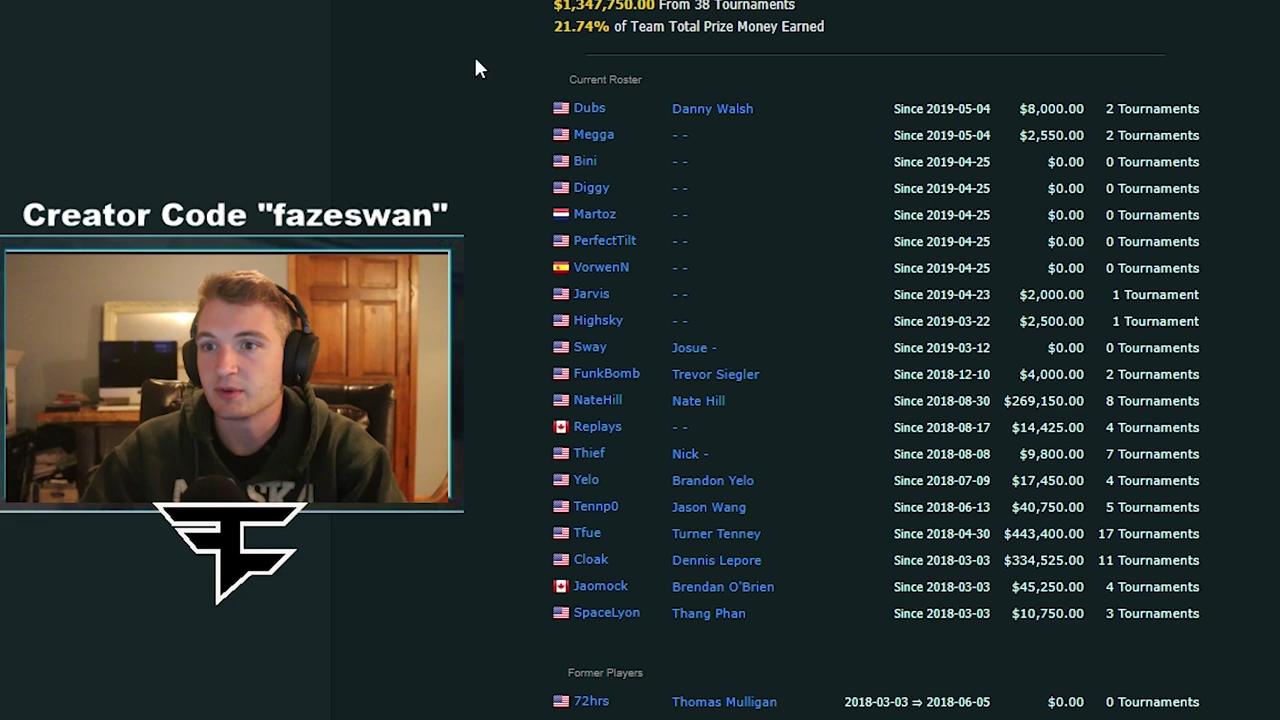 $1,347,750.00 From 38 Tournaments
21.74% of Team Total Prize Money Earned
Current Roster
Dubs Danny Walsh Since 2019-05-04 $8,000.00 2 Tournaments
Megga - - Since 2019-05-04 $2,550.00 2 Tournaments
Bini - - Since 2019-04-25 $0.00 0 Tournaments
Diggy - - Since 2019-04-25 $0.00 0 Tournaments
Martoz - - Since 2019-04-25 $0.00 0 Tournaments
PerfectTilt - - Since 2019-04-25 $0.00 0 Tournaments
VorwenN - - Since 2019-04-25 $0.00 0 Tournaments
Jarvis - - Since 2019-04-23 $2,000.00 1 Tournament
Highsky - - Since 2019-03-22 $2,500.00 1 Tournament
Sway Josue - Since 2019-03-12 $0.00 0 Tournaments
FunkBomb Trevor Siegler Since 2018-12-10 $4,000.00 2 Tournaments
NateHill Nate Hill Since 2018-08-30 $269,150.00 8 Tournaments
Replays - - Since 2018-08-17 $14,425.00 4 Tournaments
Thief Nick - Since 2018-08-08 $9,800.00 7 Tournaments
Yelo Brandon Yelo Since 2018-07-09 $17,450.00 4 Tournaments
Tennp0 Jason Wang Since 2018-06-13 $40,750.00 5 Tournaments
Tfue Turner Tenney Since 2018-04-30 $443,400.00 17 Tournaments
Cloak Dennis Lepore Since 2018-03-03 $334,525.00 11 Tournaments
Jaomock Brendan O'Brien Since 2018-03-03 $45,250.00 4 Tournaments
SpaceLyon Thang Phan Since 2018-03-03 $10,750.00 3 Tournaments
Former Players
72hrs Thomas Mulligan 2018-03-03 ⇒ 2018-06-05 $0.00 0 Tournaments
Creator Code "fazeswan"